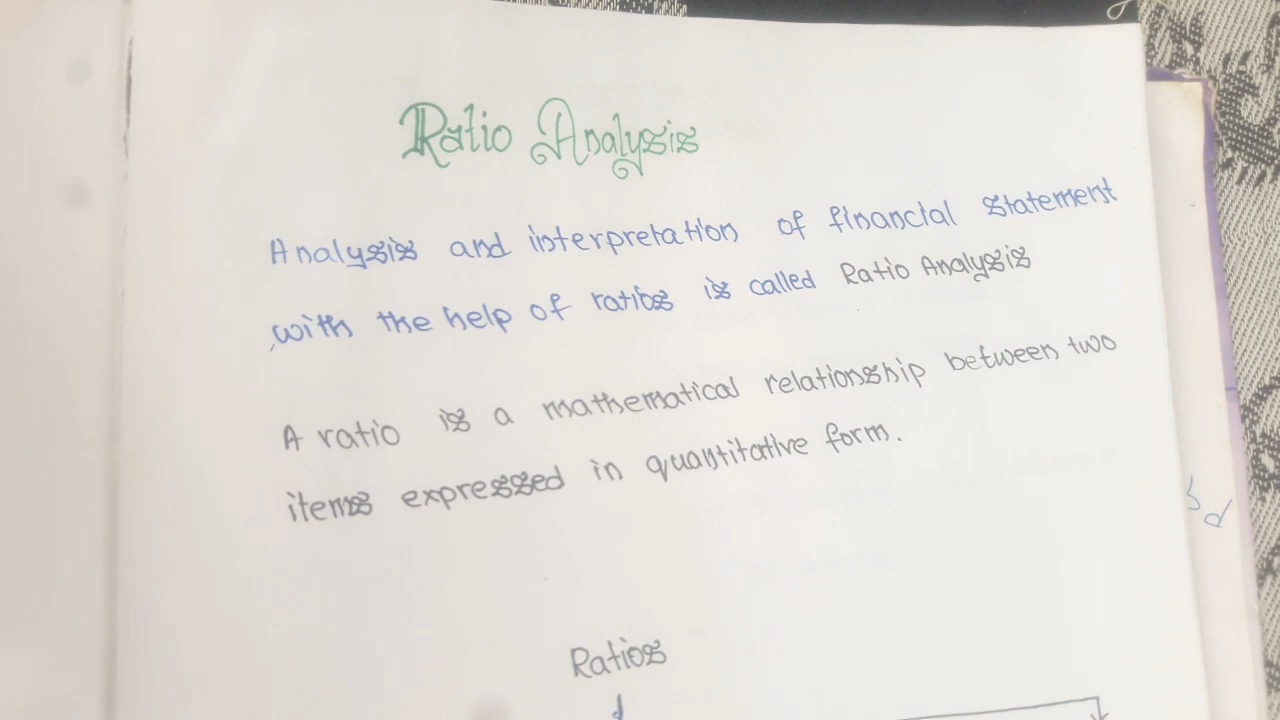 Ratio Analysis
Analysis and interpretation of financial statement
with the help of ratios is called Ratio Analysis
A ratio is a mathematical relationship between two
items expressed in quantitative form.
Ratios